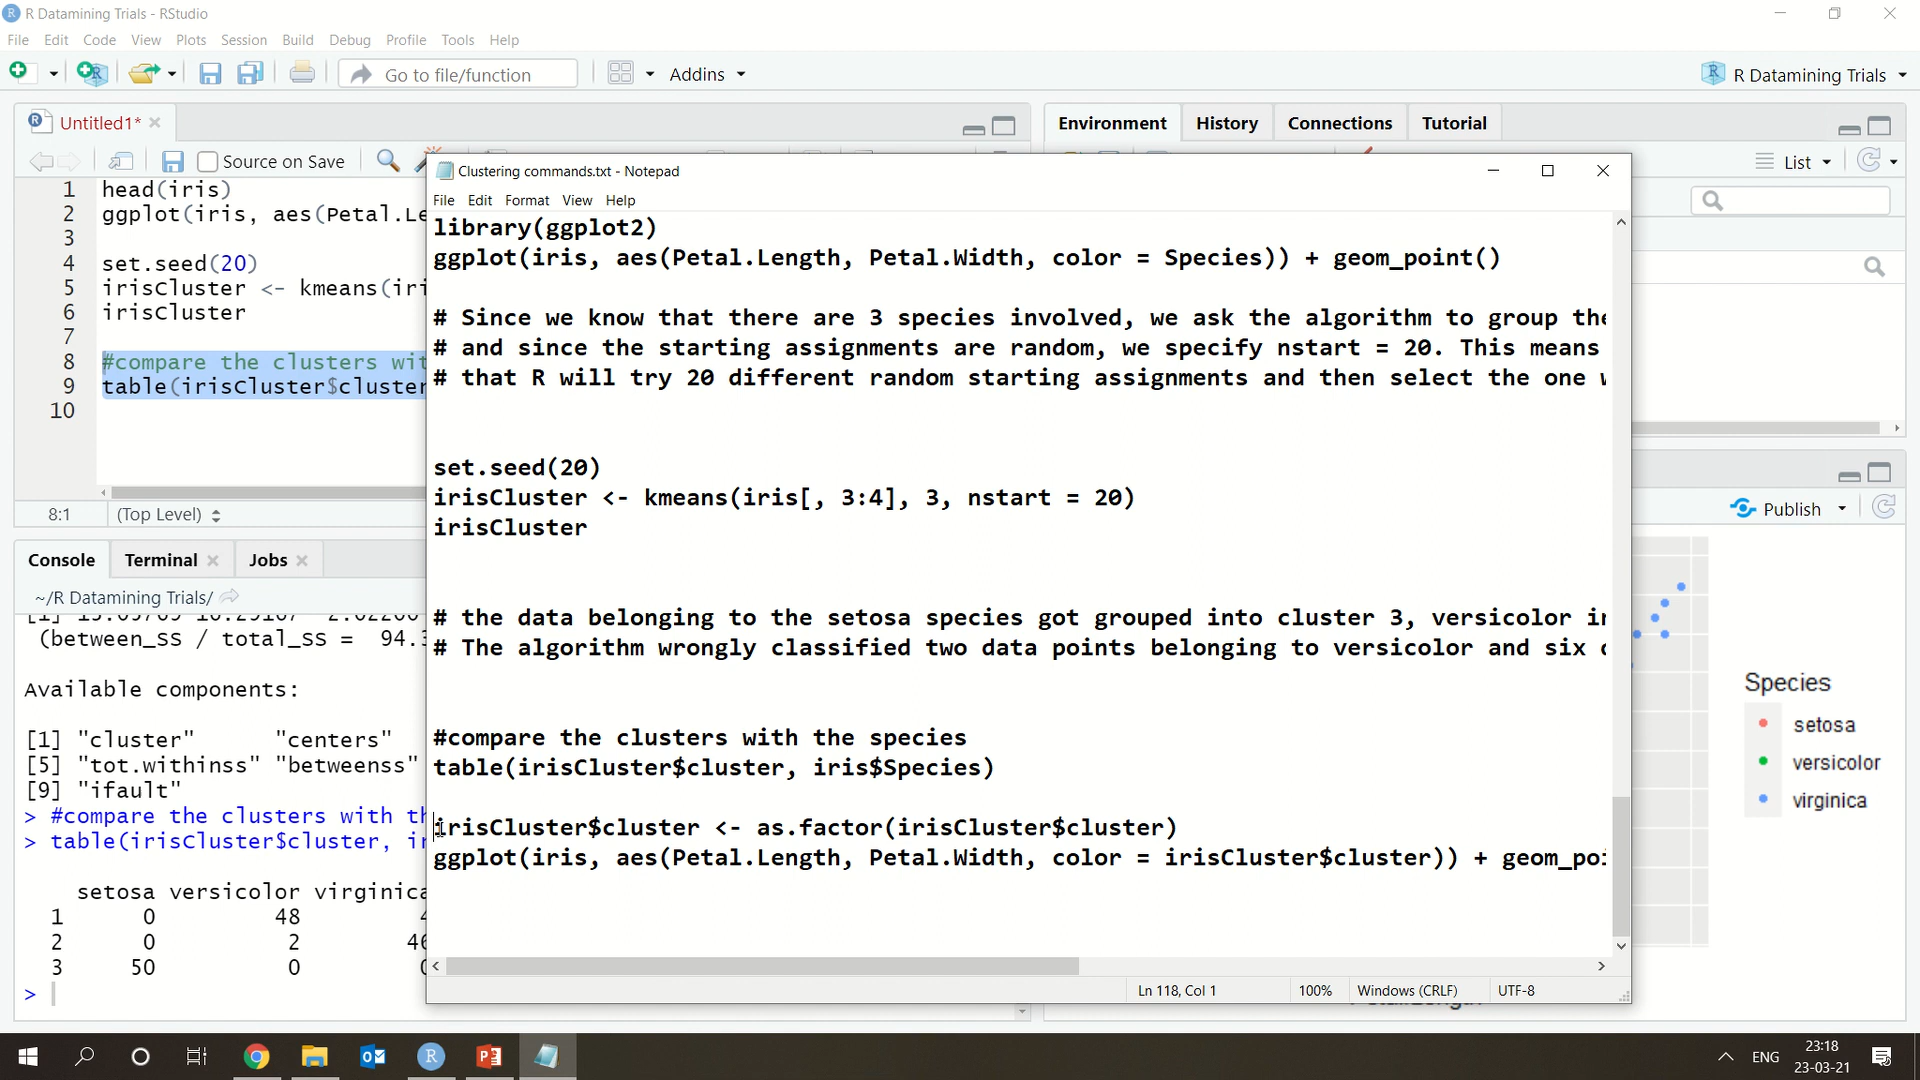 R Datamining Trials - RStudio
File Edit Code View Plots Session Build Debug Profile Tools Help
Go to file/function Addins R Datamining Trials
Untitled1*
Source on Save
1 head(iris)
2 ggplot(iris, aes(Petal.Le
3
4 set.seed(20)
5 irisCluster <- kmeans(iri
6 irisCluster
7
8 #compare the clusters wit
9 table(irisCluster$cluster
10
8:1 (Top Level)
Console Terminal Jobs
~/R Datamining Trials/
(between_SS / total_SS = 94.3
Available components:
[1] "cluster" "centers"
[5] "tot.withinss" "betweenss"
[9] "ifault"
> #compare the clusters with th
> table(irisCluster$cluster, ir
setosa versicolor virginica
1 0 48
2 0 2 46
3 50 0
>
Environment History Connections Tutorial
List
Publish
Species
setosa
versicolor
virginica
Clustering commands.txt - Notepad
File Edit Format View Help
library(ggplot2)
ggplot(iris, aes(Petal.Length, Petal.Width, color = Species)) + geom_point()
# Since we know that there are 3 species involved, we ask the algorithm to group the
# and since the starting assignments are random, we specify nstart = 20. This means
# that R will try 20 different random starting assignments and then select the one
set.seed(20)
irisCluster <- kmeans(iris[, 3:4], 3, nstart = 20)
irisCluster
# the data belonging to the setosa species got grouped into cluster 3, versicolor in
# The algorithm wrongly classified two data points belonging to versicolor and six
#compare the clusters with the species
table(irisCluster$cluster, iris$Species)
irisCluster$cluster <- as.factor(irisCluster$cluster)
ggplot(iris, aes(Petal.Length, Petal.Width, color = irisCluster$cluster)) + geom_poi
Ln 118, Col 1 100% Windows (CRLF) UTF-8
ENG
23:18
23-03-21